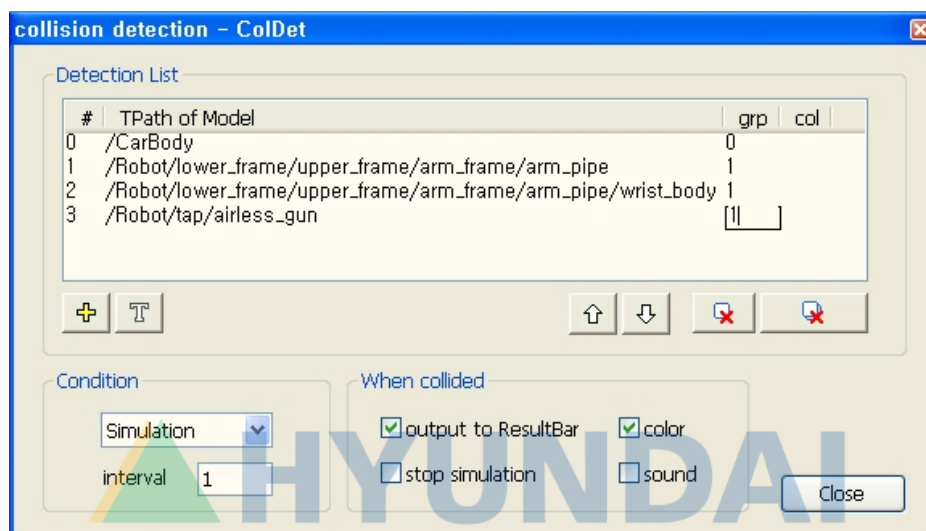 collision detection - ColDet
Detection List
# TPath of Model grp col
0 /CarBody 0
1 /Robot/lower_frame/upper_frame/arm_frame/arm_pipe 1
2 /Robot/lower_frame/upper_frame/arm_frame/arm_pipe/wrist_body 1
3 /Robot/tap/airless_gun [1 ]
T
Condition
Simulation
interval 1
When collided
output to ResultBar color
stop simulation sound
HYUNDAI
Close